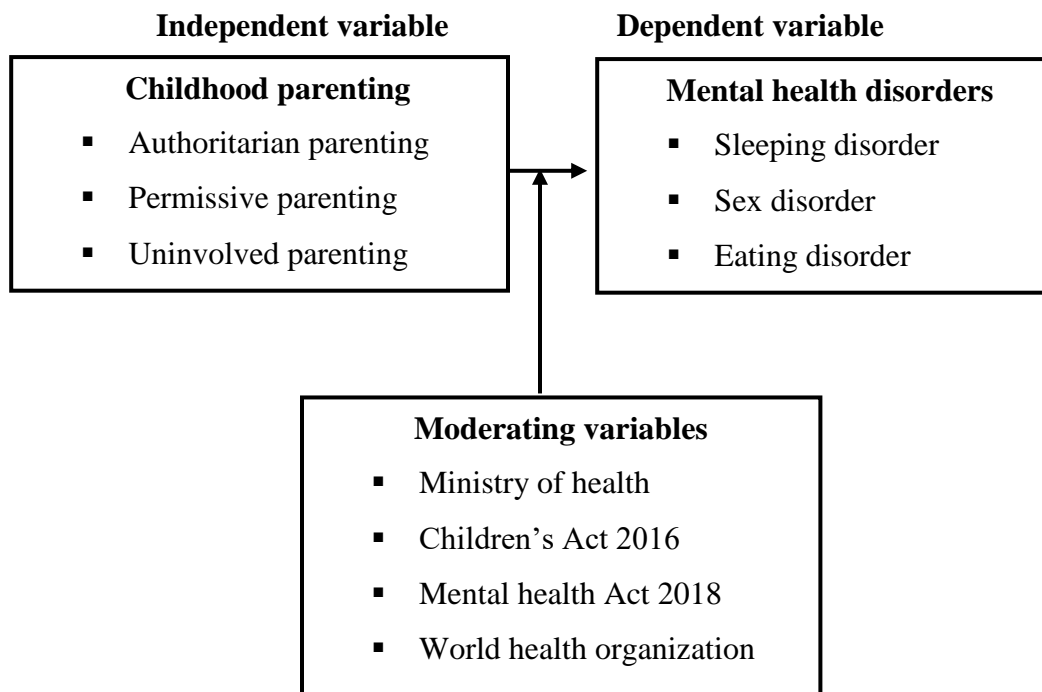 Independent variable
Dependent variable
Childhood parenting
▪ Authoritarian parenting
▪ Permissive parenting
▪ Uninvolved parenting
Mental health disorders
▪ Sleeping disorder
▪ Sex disorder
▪ Eating disorder
Moderating variables
▪ Ministry of health
▪ Children’s Act 2016
▪ Mental health Act 2018
▪ World health organization